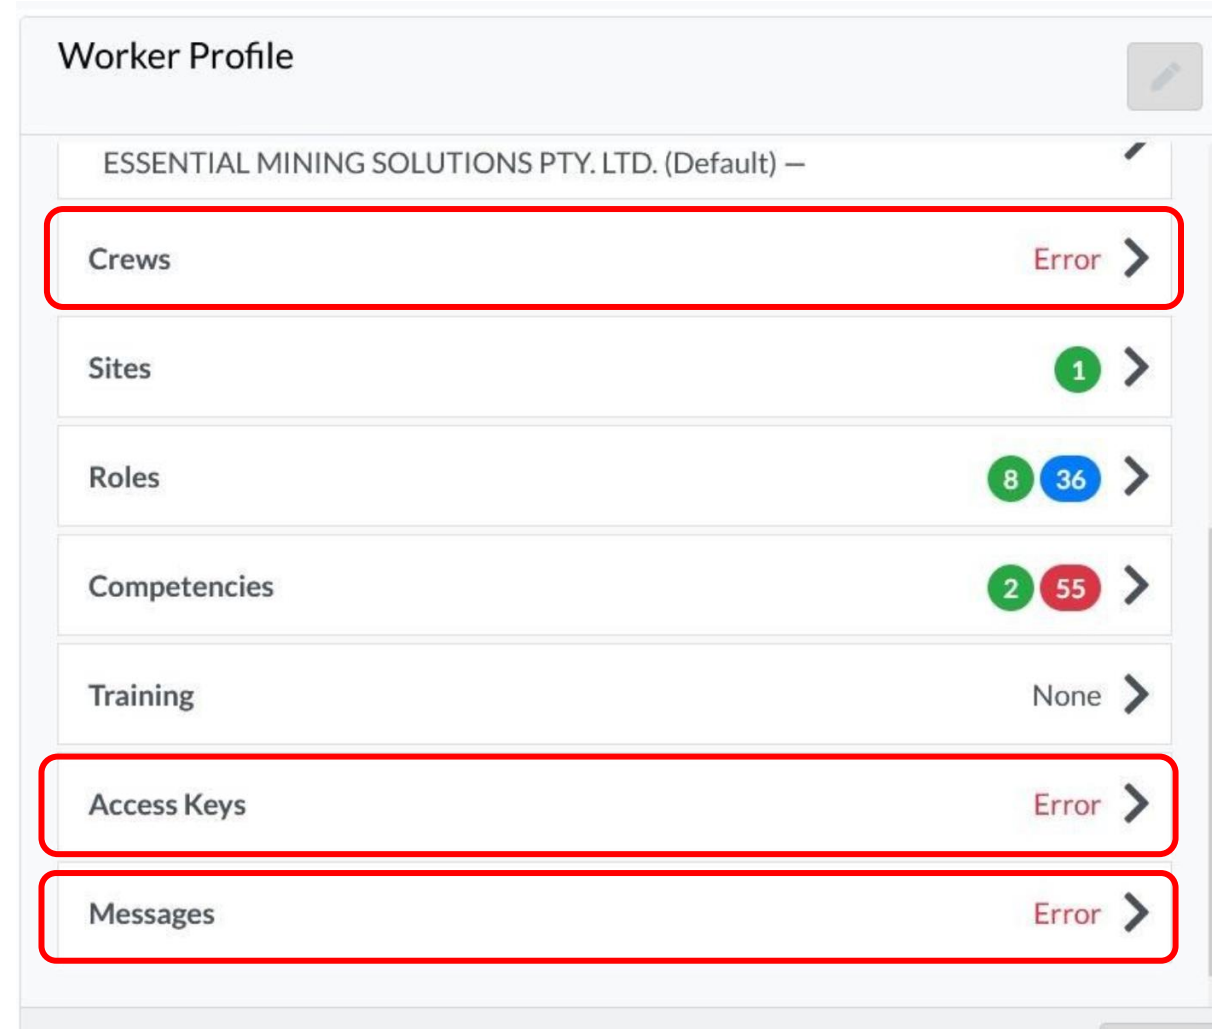 Worker Profile
ESSENTIAL MINING SOLUTIONS PTY. LTD. (Default) —
Crews Error
Sites 1
Roles 8 36
Competencies 2 55
Training None
Access Keys Error
Messages Error